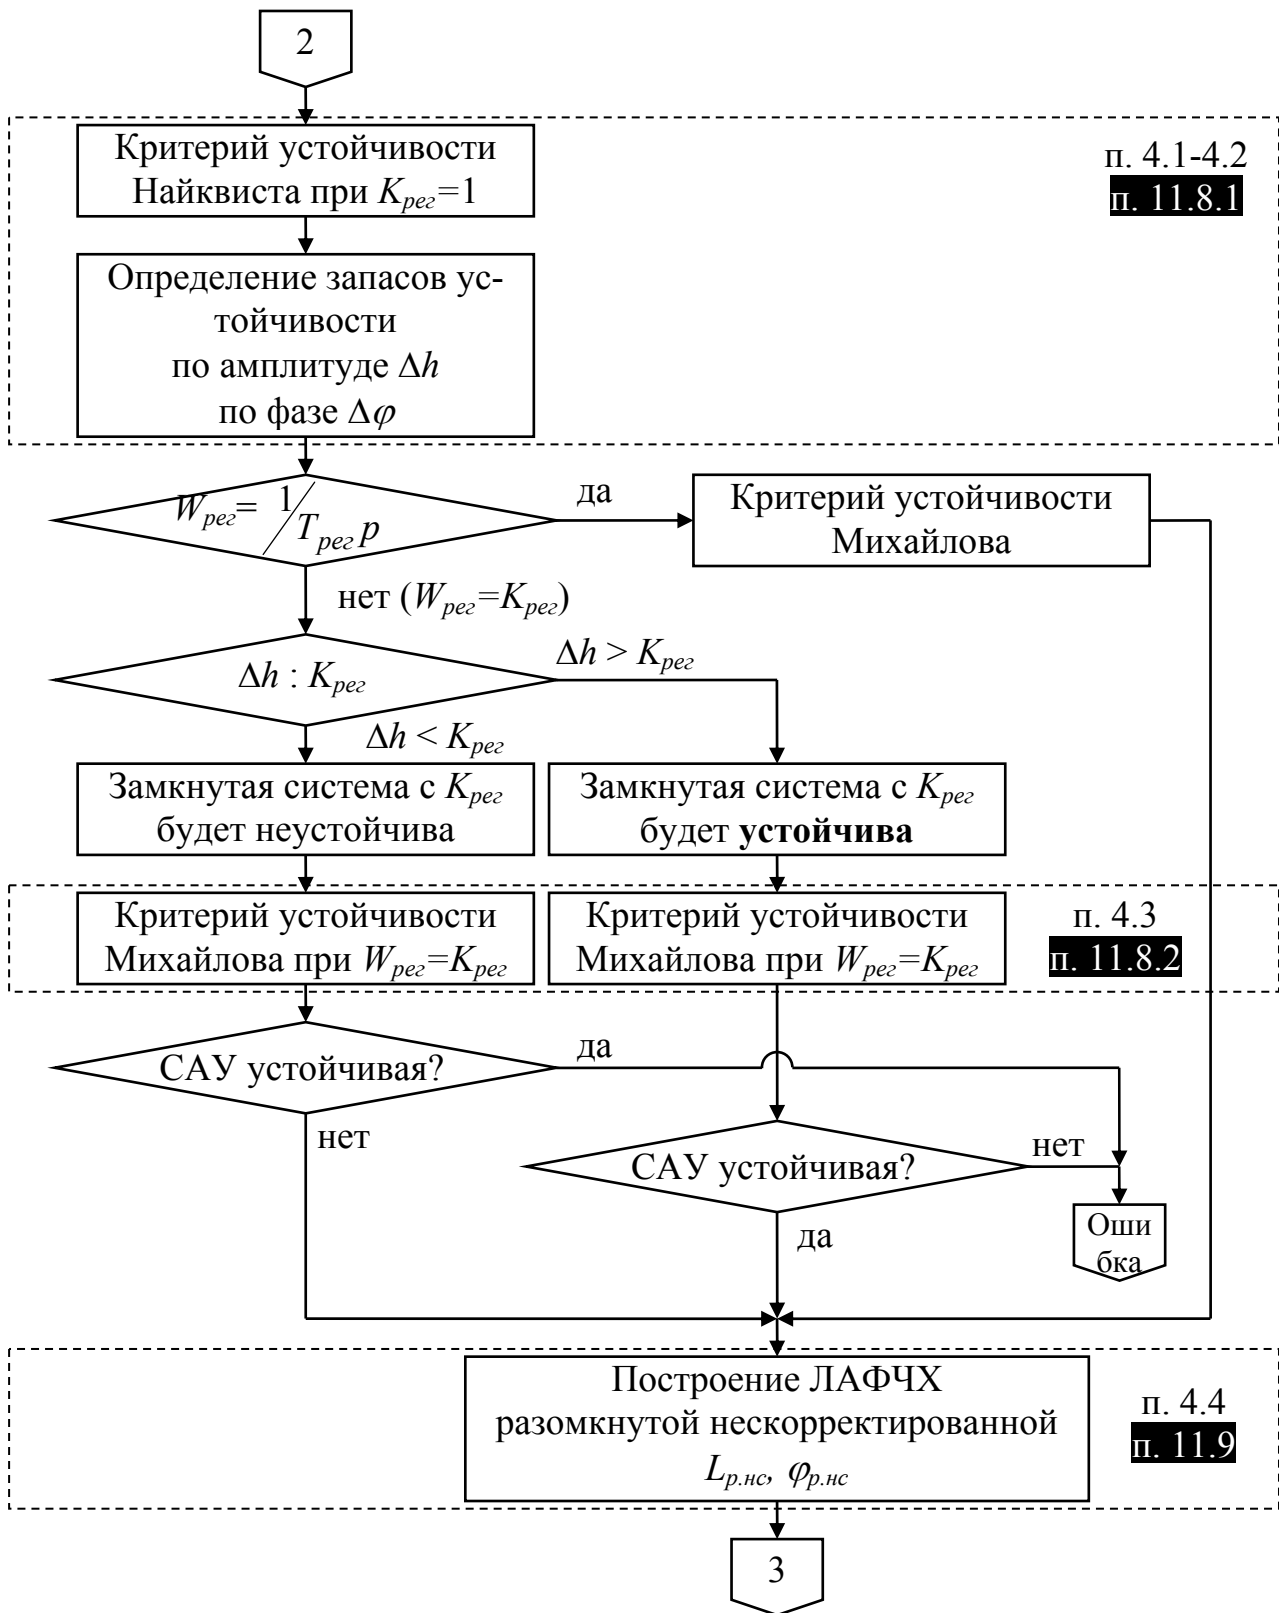 2
Критерий устойчивости
Найквиста при Kрег=1
п. 4.1-4.2
п. 11.8.1
Определение запасов ус-
тойчивости
по амплитуде Δh
по фазе Δφ
Wрег= 1/Tрег p
да
Критерий устойчивости
Михайлова
нет (Wрег=Kрег)
Δh : Kрег
Δh > Kрег
Δh < Kрег
Замкнутая система с Kрег
будет неустойчива
Замкнутая система с Kрег
будет устойчива
Критерий устойчивости
Михайлова при Wрег=Kрег
Критерий устойчивости
Михайлова при Wрег=Kрег
п. 4.3
п. 11.8.2
САУ устойчивая?
да
нет
САУ устойчивая?
нет
да
Оши
бка
Построение ЛАФЧХ
разомкнутой нескорректированной
Lр.нс, φр.нс
п. 4.4
п. 11.9
3